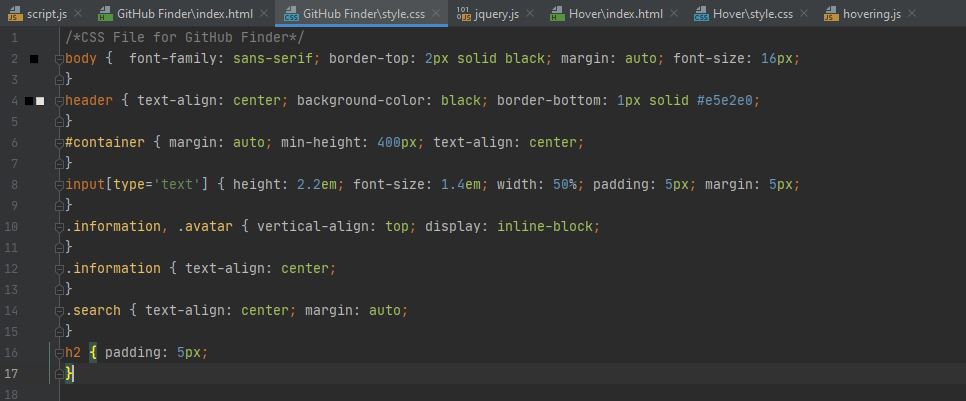 script.js × GitHub Finder\index.html × GitHub Finder\style.css × jquery.js × Hover\index.html × Hover\style.css × hovering.js ×
1 /*CSS File for GitHub Finder*/
2 body {  font-family: sans-serif; border-top: 2px solid black; margin: auto; font-size: 16px;
3 }
4 header { text-align: center; background-color: black; border-bottom: 1px solid #e5e2e0;
5 }
6 #container { margin: auto; min-height: 400px; text-align: center;
7 }
8 input[type='text'] { height: 2.2em; font-size: 1.4em; width: 50%; padding: 5px; margin: 5px;
9 }
10 .information, .avatar { vertical-align: top; display: inline-block;
11 }
12 .information { text-align: center;
13 }
14 .search { text-align: center; margin: auto;
15 }
16 h2 { padding: 5px;
17 }
18